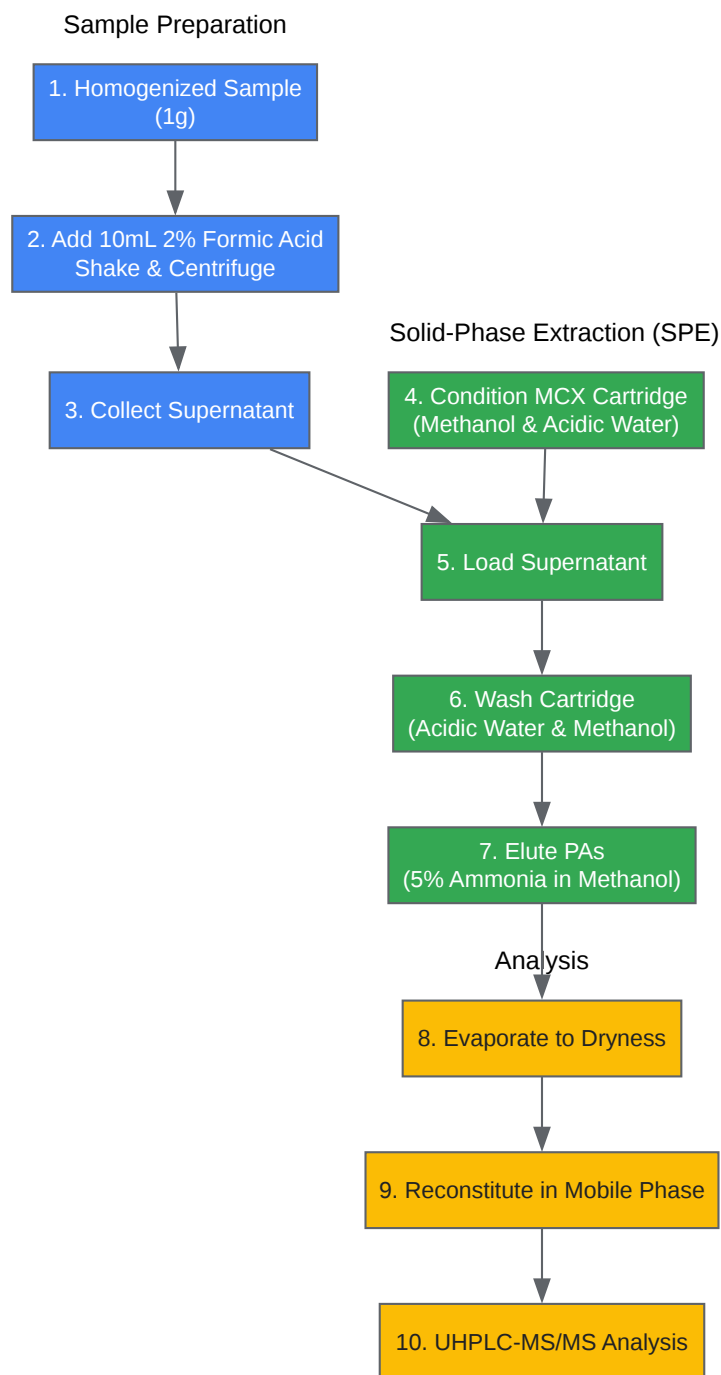 Sample Preparation
1. Homogenized Sample
(1g)
2. Add 10mL 2% Formic Acid
Shake & Centrifuge
3. Collect Supernatant
Solid-Phase Extraction (SPE)
4. Condition MCX Cartridge
(Methanol & Acidic Water)
5. Load Supernatant
6. Wash Cartridge
(Acidic Water & Methanol)
7. Elute PAs
(5% Ammonia in Methanol)
Analysis
8. Evaporate to Dryness
9. Reconstitute in Mobile Phase
10. UHPLC-MS/MS Analysis